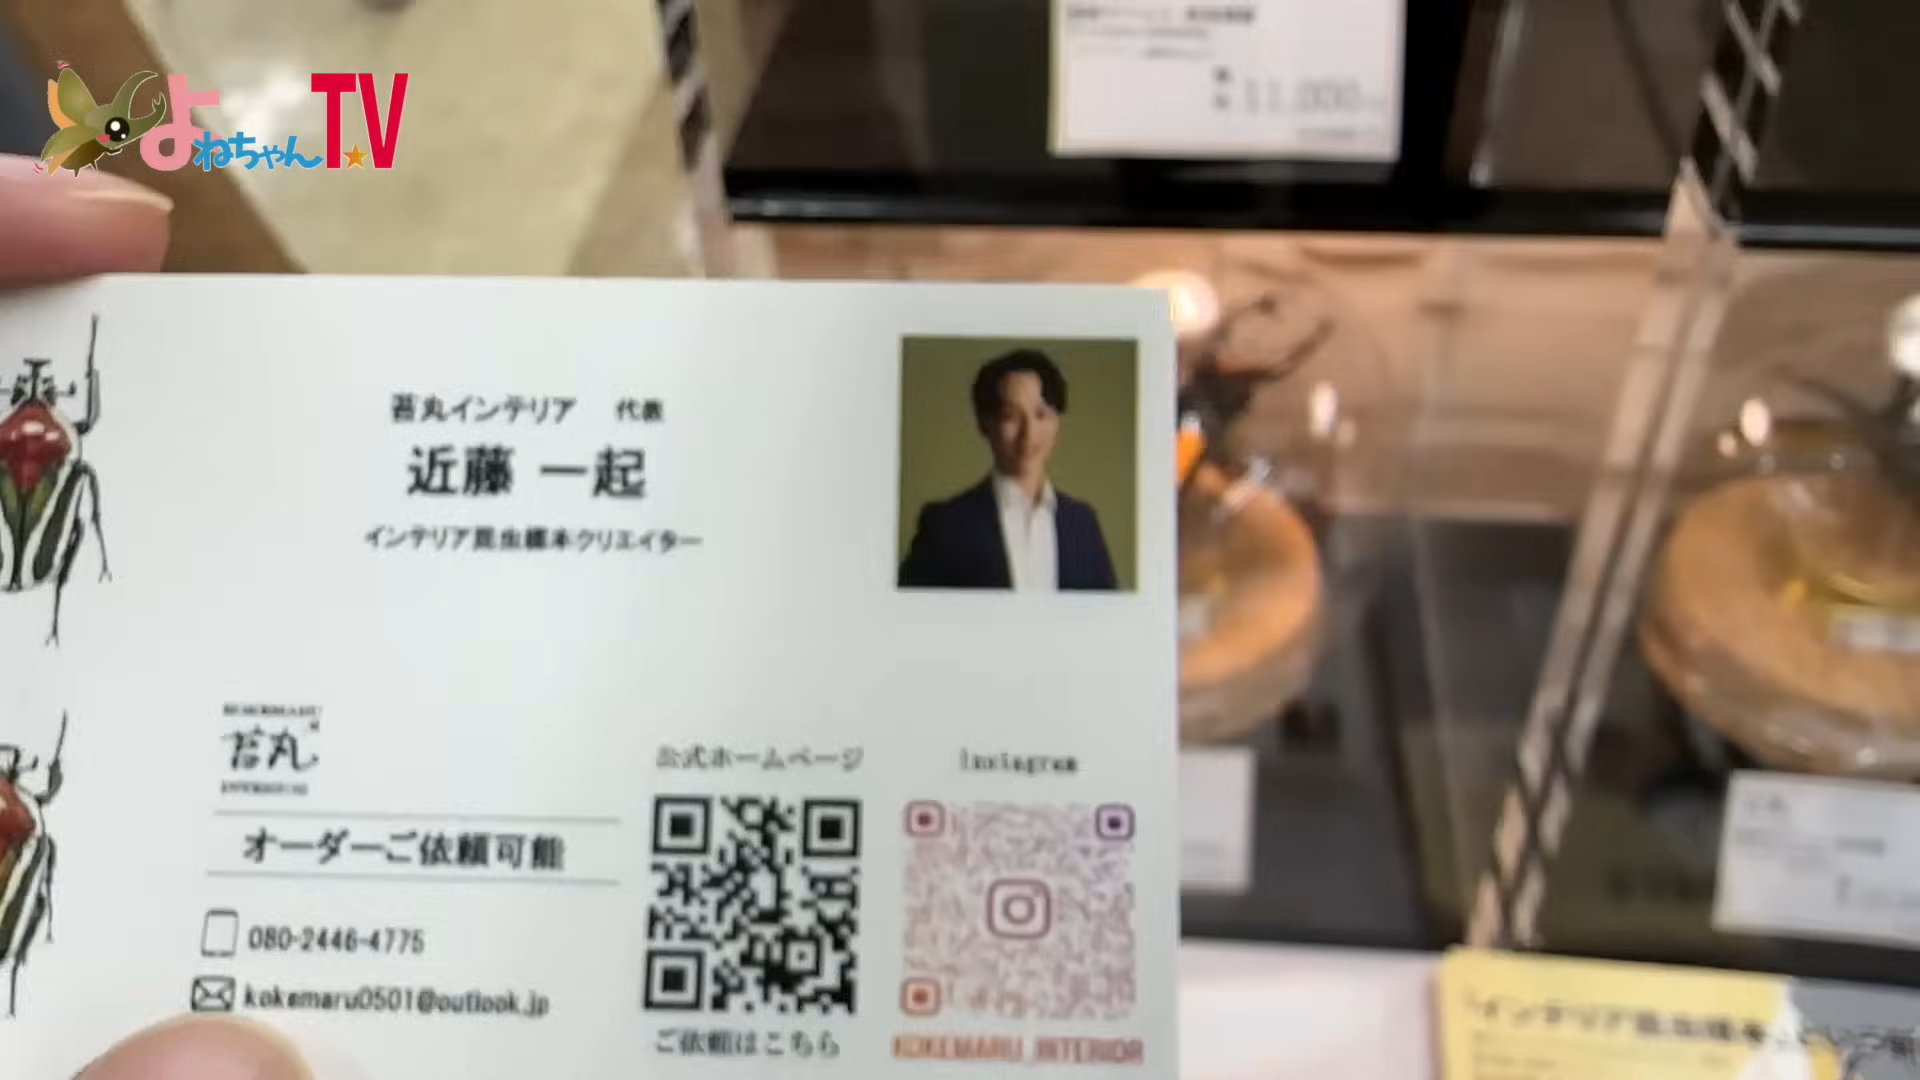 よねちゃんTV
11,000
苔丸インテリア 代表
近藤 一起
インテリア昆虫標本クリエイター
苔丸
オーダーご依頼可能
080-2446-4775
kokemaru0501@outlook.jp
公式ホームページ
ご依頼はこちら
Instagram
KOKEMARU_INTERIOR